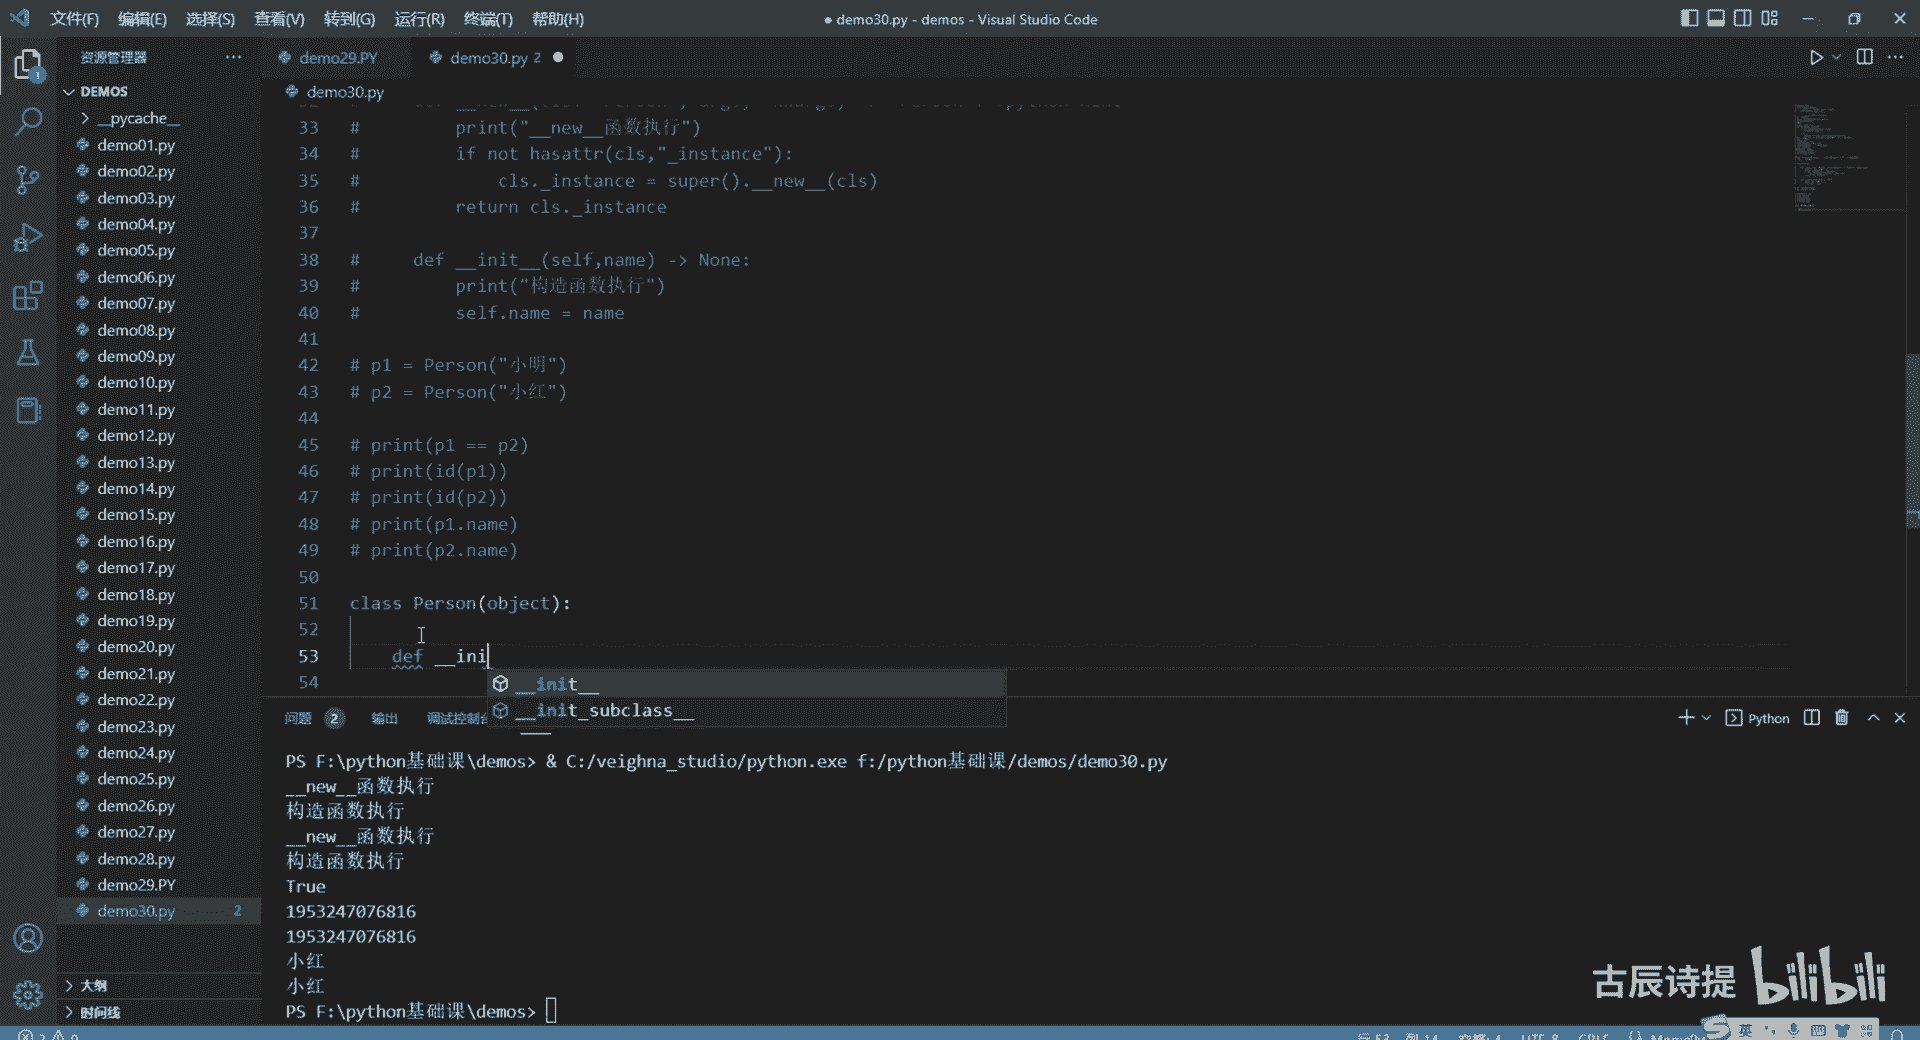 文件(F) 编辑(E) 选择(S) 查看(V) 转到(G) 运行(R) 终端(T) 帮助(H)
● demo30.py - demos - Visual Studio Code
资源管理器
demo29.PY
demo30.py 2
DEMOS
demo30.py
__pycache__
demo01.py
demo02.py
demo03.py
demo04.py
demo05.py
demo06.py
demo07.py
demo08.py
demo09.py
demo10.py
demo11.py
demo12.py
demo13.py
demo14.py
demo15.py
demo16.py
demo17.py
demo18.py
demo19.py
demo20.py
demo21.py
demo22.py
demo23.py
demo24.py
demo25.py
demo26.py
demo27.py
demo28.py
demo29.PY
demo30.py 2
大纲
时间线
33 # print("__new__函数执行")
34 # if not hasattr(cls,"_instance"):
35 # cls._instance = super().__new__(cls)
36 # return cls._instance
37
38 # def __init__(self,name) -> None:
39 # print("构造函数执行")
40 # self.name = name
41
42 # p1 = Person("小明")
43 # p2 = Person("小红")
44
45 # print(p1 == p2)
46 # print(id(p1))
47 # print(id(p2))
48 # print(p1.name)
49 # print(p2.name)
50
51 class Person(object):
52
53 def __ini
54
__init__
__init_subclass__
问题 2 输出 调试控制台
Python
PS F:\python基础课\demos> & C:/veighna_studio/python.exe f:/python基础课/demos/demo30.py
__new__函数执行
构造函数执行
__new__函数执行
构造函数执行
True
1953247076816
1953247076816
小红
小红
PS F:\python基础课\demos>
古辰诗提 bilibili
英